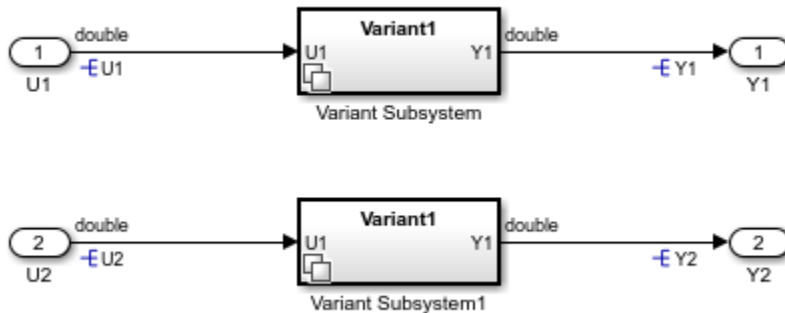 double
Variant1
double
1
U1
Y1
1
U1
U1
Y1
Y1
Variant Subsystem
double
Variant1
double
2
U1
Y1
2
U2
U2
Y2
Y2
Variant Subsystem1